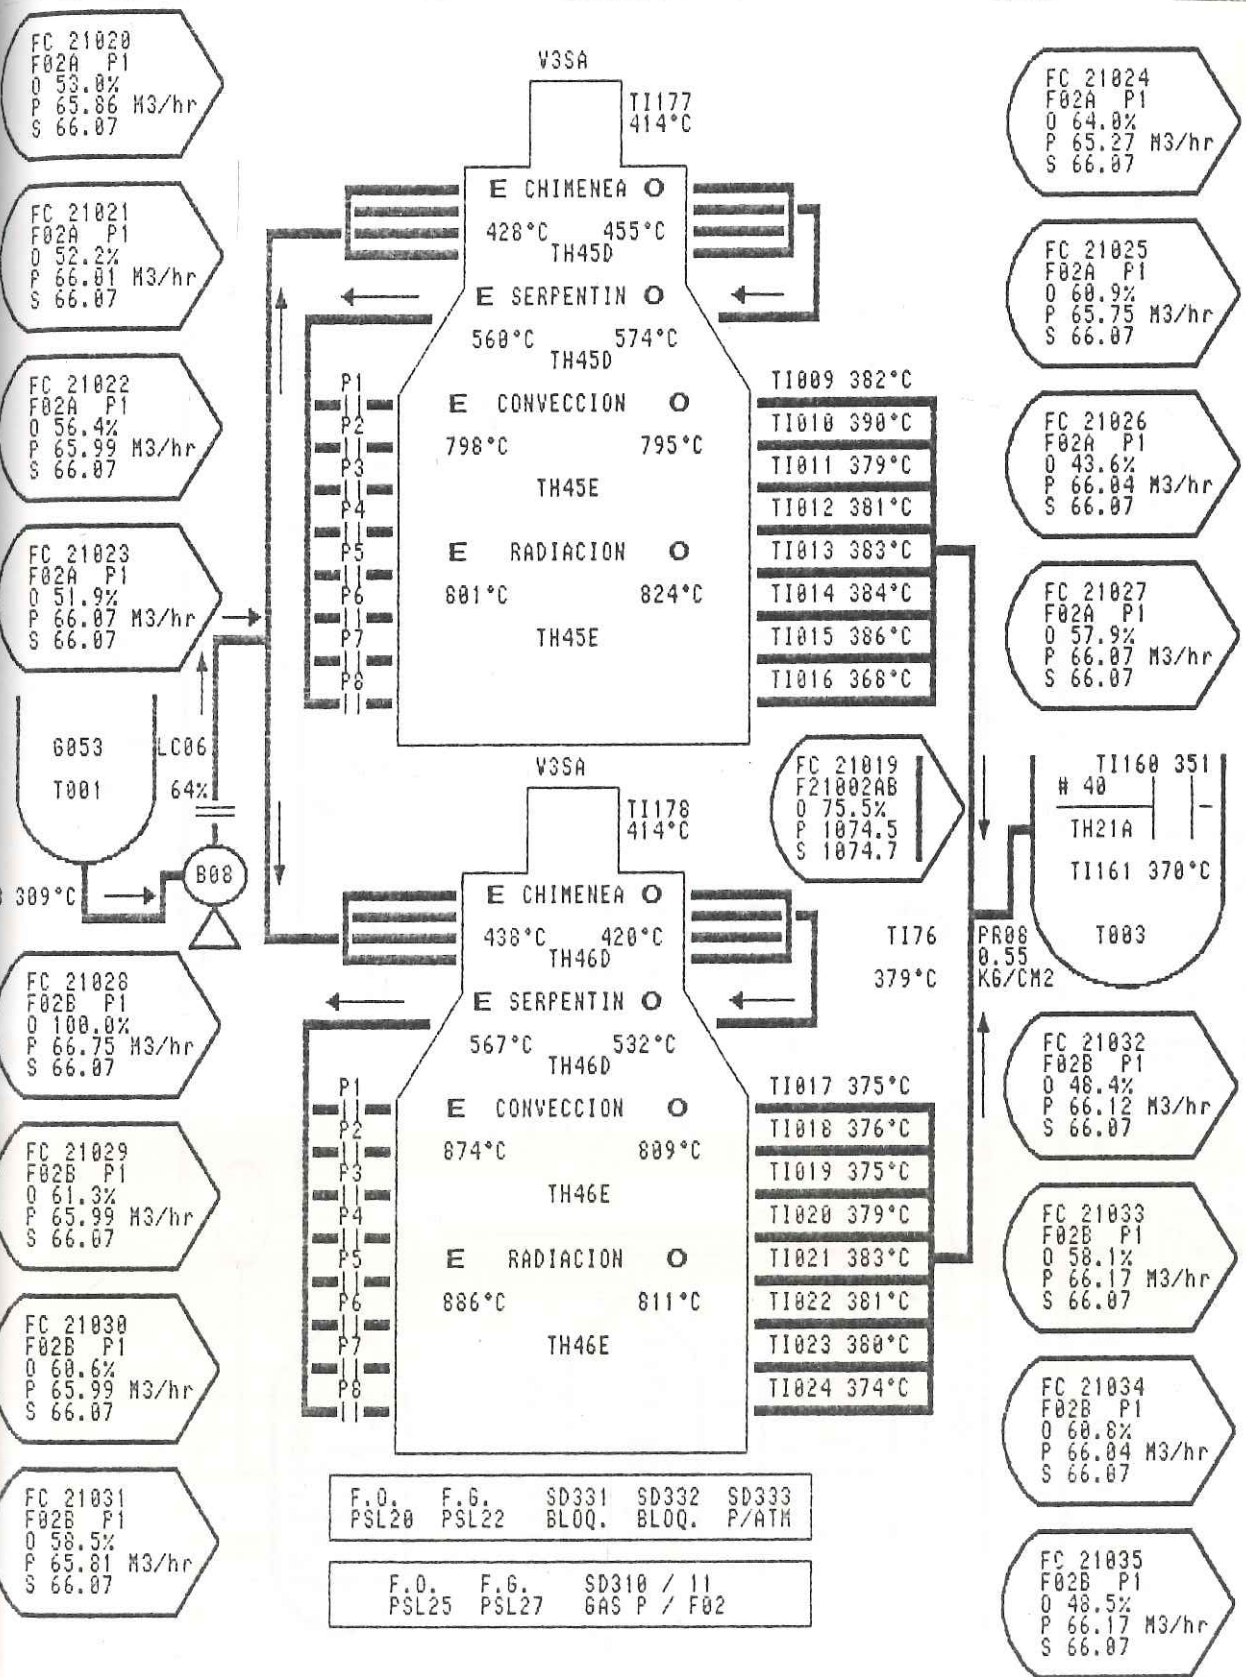 FC 21020
F02A P1
O 53.0%
P 65.86 M3/hr
S 66.07
FC 21021
F02A P1
O 52.2%
P 66.01 M3/hr
S 66.07
FC 21022
F02A P1
O 56.4%
P 65.99 M3/hr
S 66.07
FC 21023
F02A P1
O 51.9%
P 66.07 M3/hr
S 66.07
G053
T001
LC06
64%
B08
309°C
FC 21028
F02B P1
O 100.0%
P 66.75 M3/hr
S 66.07
FC 21029
F02B P1
O 61.3%
P 65.99 M3/hr
S 66.07
FC 21030
F02B P1
O 60.6%
P 65.99 M3/hr
S 66.07
FC 21031
F02B P1
O 58.5%
P 65.81 M3/hr
S 66.07
V3SA
TI177
414°C
E CHIMENEA O
428°C 455°C
TH45D
E SERPENTIN O
560°C 574°C
TH45D
E CONVECCION O
798°C 795°C
TH45E
E RADIACION O
801°C 824°C
TH45E
P1
P2
P3
P4
P5
P6
P7
P8
TI009 382°C
TI010 390°C
TI011 379°C
TI012 381°C
TI013 383°C
TI014 384°C
TI015 386°C
TI016 368°C
V3SA
TI178
414°C
E CHIMENEA O
438°C 420°C
TH46D
E SERPENTIN O
567°C 532°C
TH46D
E CONVECCION O
874°C 809°C
TH46E
E RADIACION O
886°C 811°C
TH46E
P1
P2
P3
P4
P5
P6
P7
P8
TI017 375°C
TI018 376°C
TI019 375°C
TI020 379°C
TI021 383°C
TI022 381°C
TI023 380°C
TI024 374°C
FC 21019
F21002AB
O 75.5%
P 1074.5
S 1074.7
TI76
379°C
PR08
0.55
KG/CM2
TI160 351
# 40
TH21A
TI161 370°C
T003
FC 21024
F02A P1
O 64.0%
P 65.27 M3/hr
S 66.07
FC 21025
F02A P1
O 60.9%
P 65.75 M3/hr
S 66.07
FC 21026
F02A P1
O 43.6%
P 66.04 M3/hr
S 66.07
FC 21027
F02A P1
O 57.9%
P 66.07 M3/hr
S 66.07
FC 21032
F02B P1
O 48.4%
P 66.12 M3/hr
S 66.07
FC 21033
F02B P1
O 58.1%
P 66.17 M3/hr
S 66.07
FC 21034
F02B P1
O 60.8%
P 66.04 M3/hr
S 66.07
FC 21035
F02B P1
O 48.5%
P 66.17 M3/hr
S 66.07
F.O. F.G. SD331 SD332 SD333
PSL20 PSL22 BLOQ. BLOQ. P/ATM
F.O. F.G. SD310 / 11
PSL25 PSL27 GAS P / F02